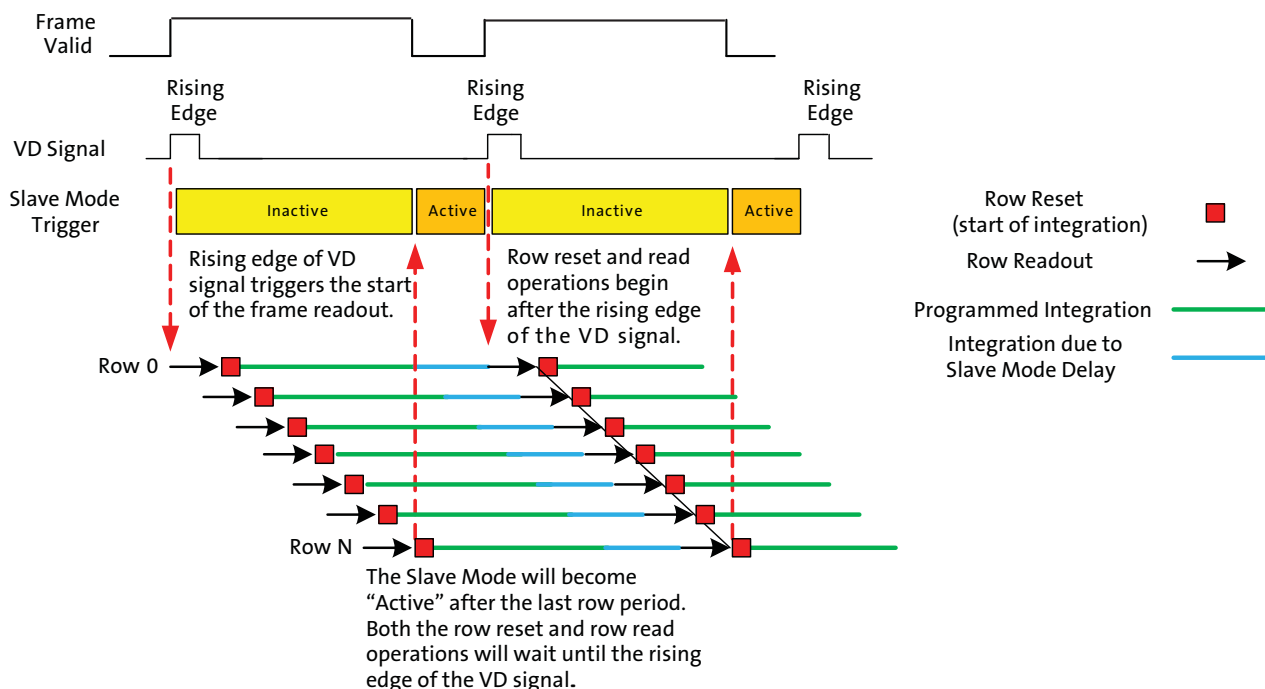 Frame
Valid
Rising
Edge
Rising
Edge
Rising
Edge
VD Signal
Slave Mode
Trigger
Inactive
Active
Inactive
Active
Rising edge of VD
signal triggers the start
of the frame readout.
Row reset and read
operations begin
after the rising edge
of the VD signal.
Row Reset
(start of integration)
Row Readout
Programmed Integration
Integration due to
Slave Mode Delay
Row 0
Row N
The Slave Mode will become
“Active” after the last row period.
Both the row reset and row read
operations will wait until the rising
edge of the VD signal.